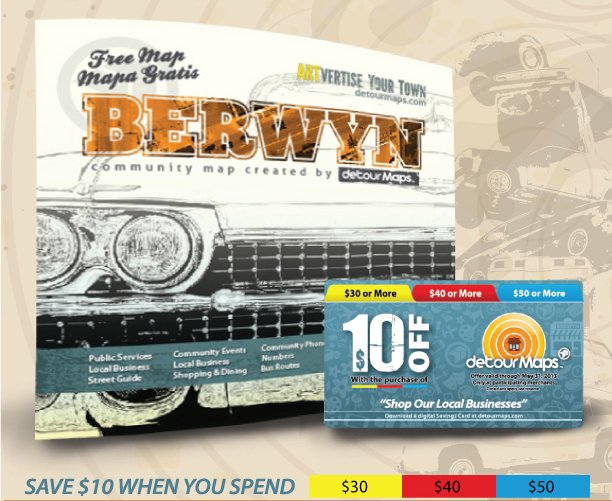 Free Map
Mapa Gratis
ARTVERTISE YOUR TOWN
detourmaps.com
BERWYN
community map created by detour Maps
Public Services
Local Business
Street Guide
Community Events
Local Business
Shopping & Dining
Community Phone
Numbers
Bus Routes
$30 or More
$40 or More
$50 or More
$10 OFF
With the purchase of
detourMaps
Offer valid through May 31, 2013
Only at participating merchants
"Shop Our Local Businesses"
Download a digital Savings Card at detourmaps.com
SAVE $10 WHEN YOU SPEND
$30
$40
$50